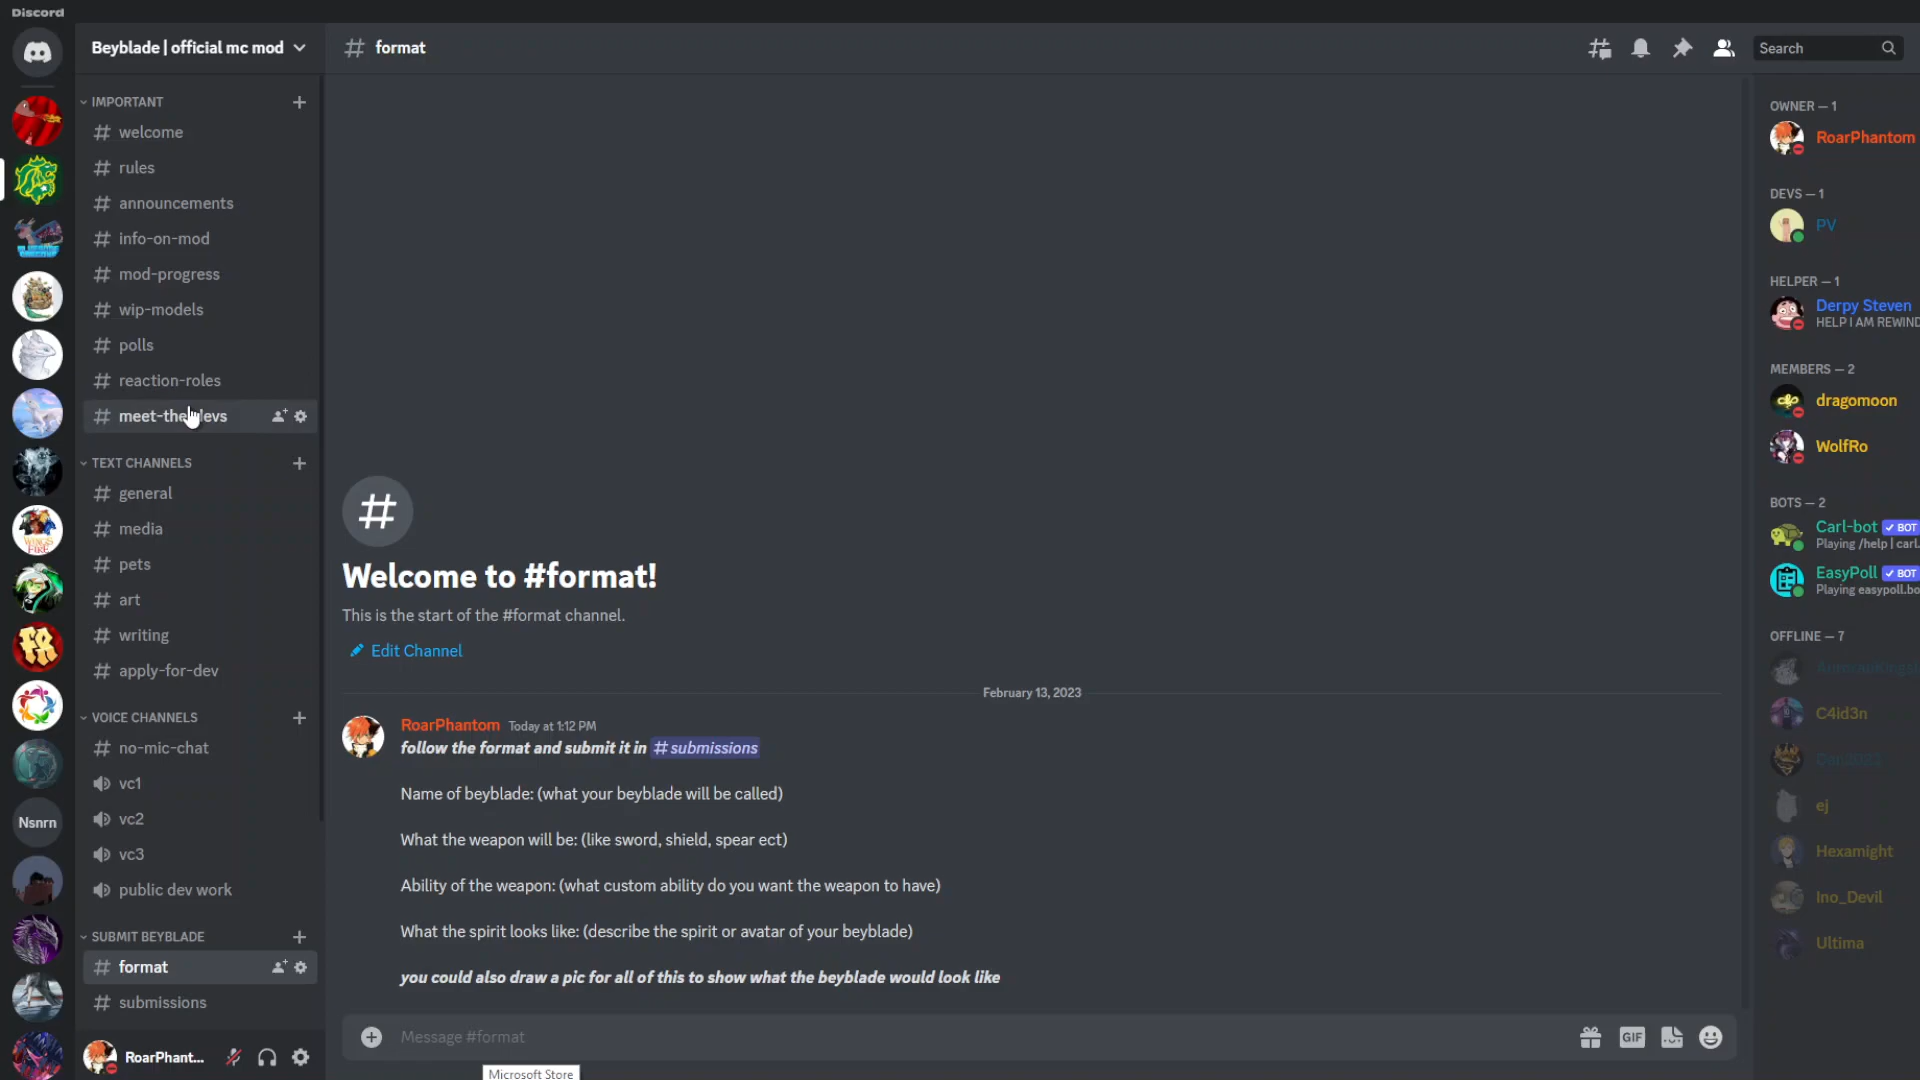 Discord
Beyblade | official mc mod
IMPORTANT
welcome
rules
announcements
info-on-mod
mod-progress
wip-models
polls
reaction-roles
meet-the-devs
TEXT CHANNELS
general
media
pets
art
writing
apply-for-dev
VOICE CHANNELS
no-mic-chat
vc1
vc2
vc3
public dev work
SUBMIT BEYBLADE
format
submissions
RoarPhant...
Nsnrn
WINGS
FIRE
FR
# format
Search
#
Welcome to #format!
This is the start of the #format channel.
Edit Channel
February 13, 2023
RoarPhantom Today at 1:12 PM
follow the format and submit it in # submissions
Name of beyblade: (what your beyblade will be called)
What the weapon will be: (like sword, shield, spear ect)
Ability of the weapon: (what custom ability do you want the weapon to have)
What the spirit looks like: (describe the spirit or avatar of your beyblade)
you could also draw a pic for all of this to show what the beyblade would look like
Message #format
GIF
Microsoft Store
OWNER — 1
RoarPhantom
DEVS — 1
PV
HELPER — 1
Derpy Steven
HELP I AM REWIND
MEMBERS — 2
dragomoon
WolfRo
BOTS — 2
Carl-bot ✓ BOT
Playing /help | carl.
EasyPoll ✓ BOT
Playing easypoll.bo
OFFLINE — 7
C4id3n
ej
Hexamight
Ino_Devil
Ultima